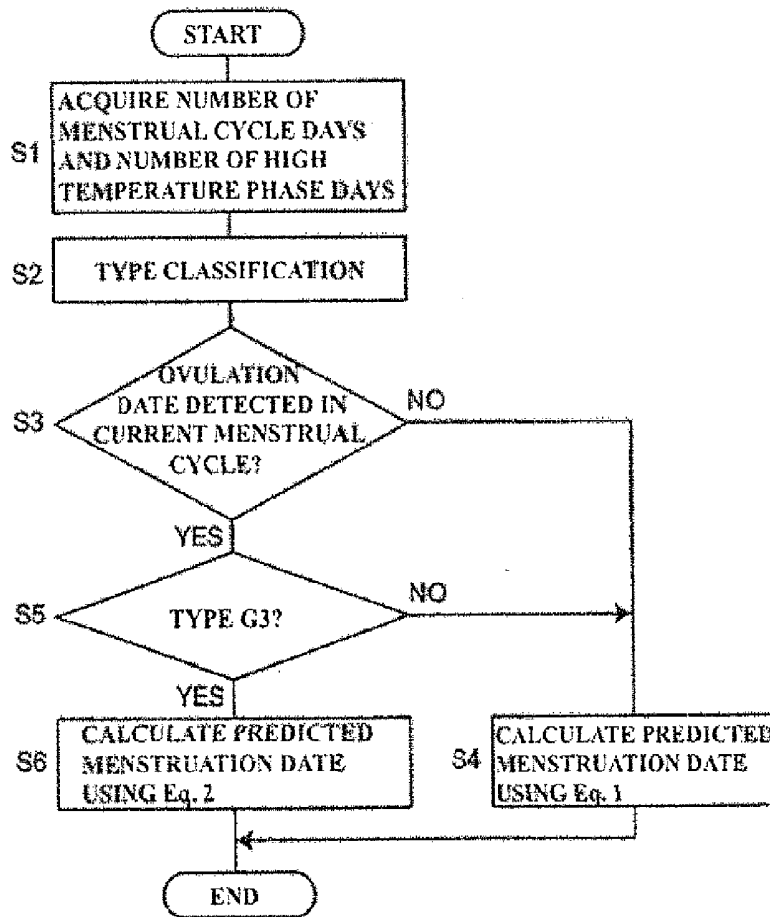 START
S1
ACQUIRE NUMBER OF
MENSTRUAL CYCLE DAYS
AND NUMBER OF HIGH
TEMPERATURE PHASE DAYS
S2
TYPE CLASSIFICATION
S3
OVULATION
DATE DETECTED IN
CURRENT MENSTRUAL
CYCLE?
NO
YES
S5
TYPE G3?
NO
YES
S6
CALCULATE PREDICTED
MENSTRUATION DATE
USING Eq. 2
S4
CALCULATE PREDICTED
MENSTRUATION DATE
USING Eq. 1
END